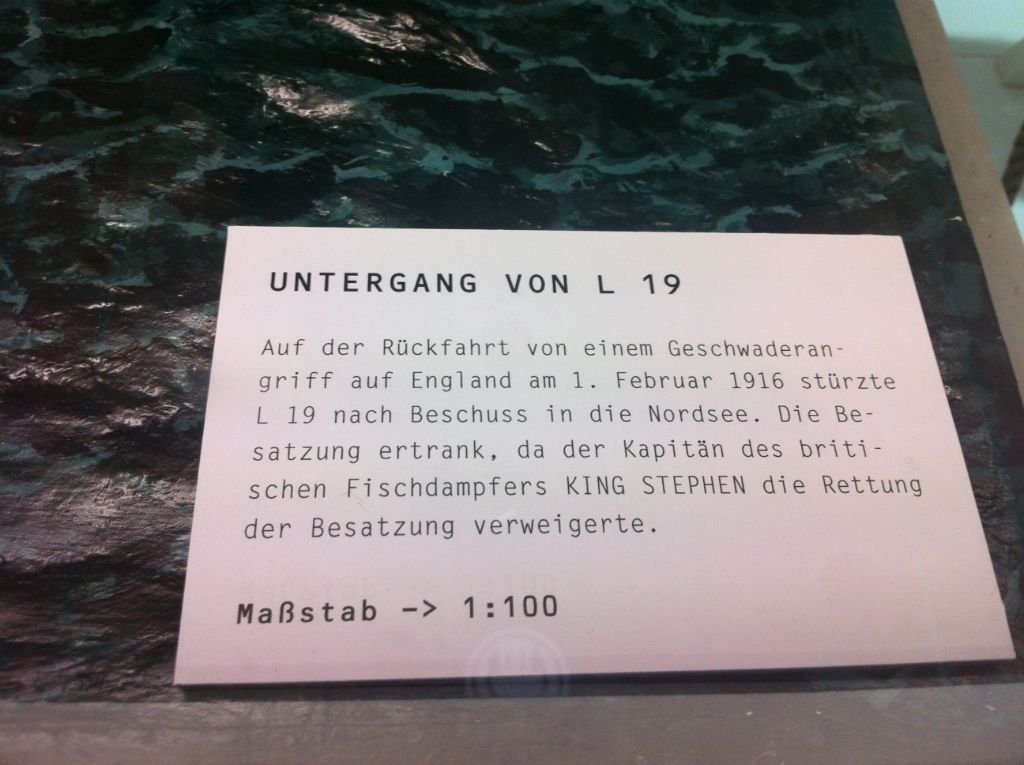 UNTERGANG VON L 19
Auf der Rückfahrt von einem Geschwaderan-
griff auf England am 1. Februar 1916 stürzte
L 19 nach Beschuss in die Nordsee. Die Be-
satzung ertrank, da der Kapitän des briti-
schen Fischdampfers KING STEPHEN die Rettung
der Besatzung verweigerte.
Maßstab -> 1:100